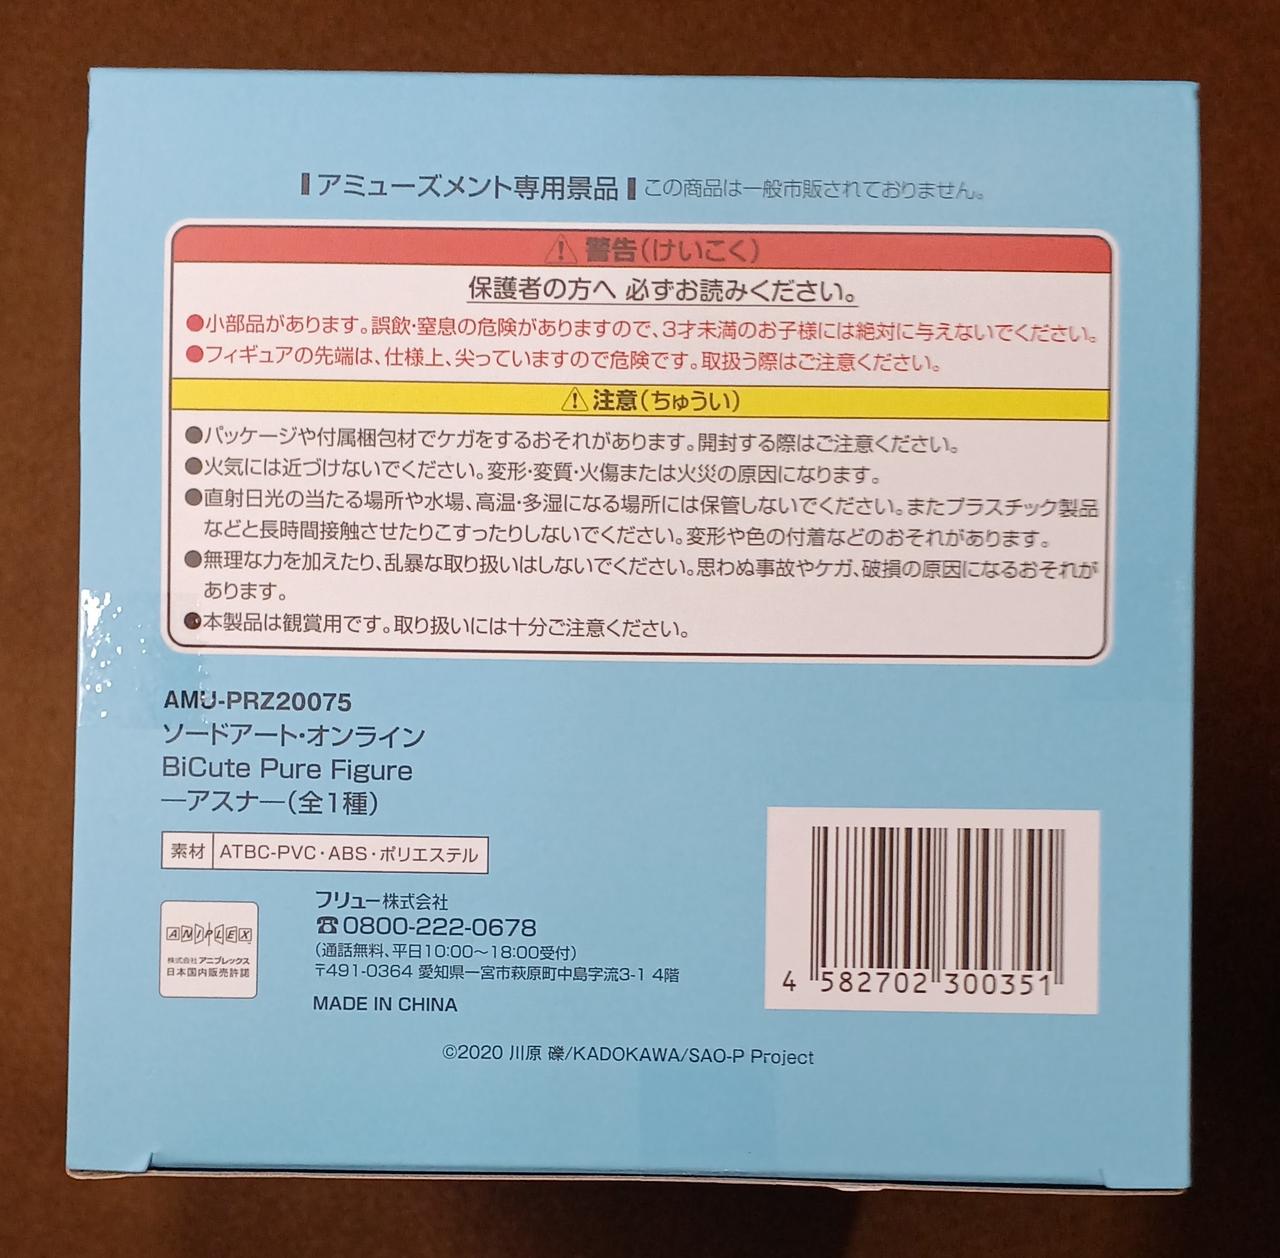 アミューズメント専用景品 この商品は一般市販されておりません。
⚠ 警告(けいこく)
保護者の方へ 必ずお読みください。
●小部品があります。誤飲・窒息の危険がありますので、3才未満のお子様には絶対に与えないでください。
●フィギュアの先端は、仕様上、尖っていますので危険です。取扱う際はご注意ください。
⚠ 注意(ちゅうい)
●パッケージや付属梱包材でケガをするおそれがあります。開封する際はご注意ください。
●火気には近づけないでください。変形・変質・火傷または火災の原因になります。
●直射日光の当たる場所や水場、高温・多湿になる場所には保管しないでください。またプラスチック製品
などと長時間接触させたりこすったりしないでください。変形や色の付着などのおそれがあります。
●無理な力を加えたり、乱暴な取り扱いはしないでください。思わぬ事故やケガ、破損の原因になるおそれが
あります。
●本製品は観賞用です。取り扱いには十分ご注意ください。
AMU-PRZ20075
ソードアート・オンライン
BiCute Pure Figure
―アスナ―(全1種)
素材 ATBC-PVC・ABS・ポリエステル
ANIPLEX
株式会社アニプレックス
日本国内販売許諾
フリュー株式会社
☎0800-222-0678
(通話無料、平日10:00～18:00受付)
〒491-0364 愛知県一宮市萩原町中島字流3-1 4階
MADE IN CHINA
4 582702 300351
©2020 川原 礫/KADOKAWA/SAO-P Project